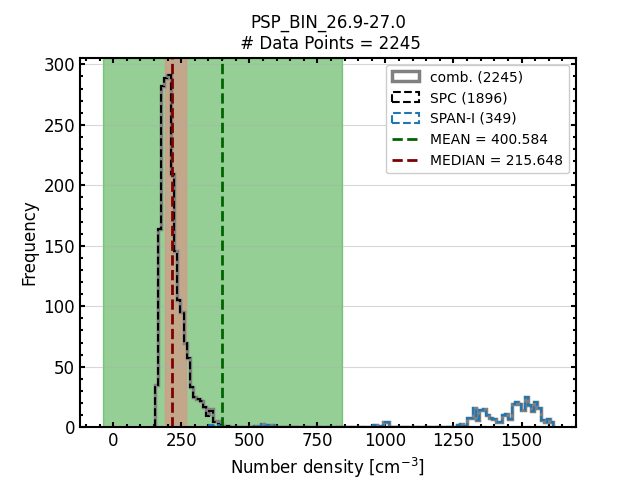 PSP_BIN_26.9-27.0
# Data Points = 2245
comb. (2245)
SPC (1896)
SPAN-I (349)
MEAN = 400.584
MEDIAN = 215.648
Frequency
300
250
200
150
100
50
0
0 250 500 750 1000 1250 1500
Number density [cm⁻³]